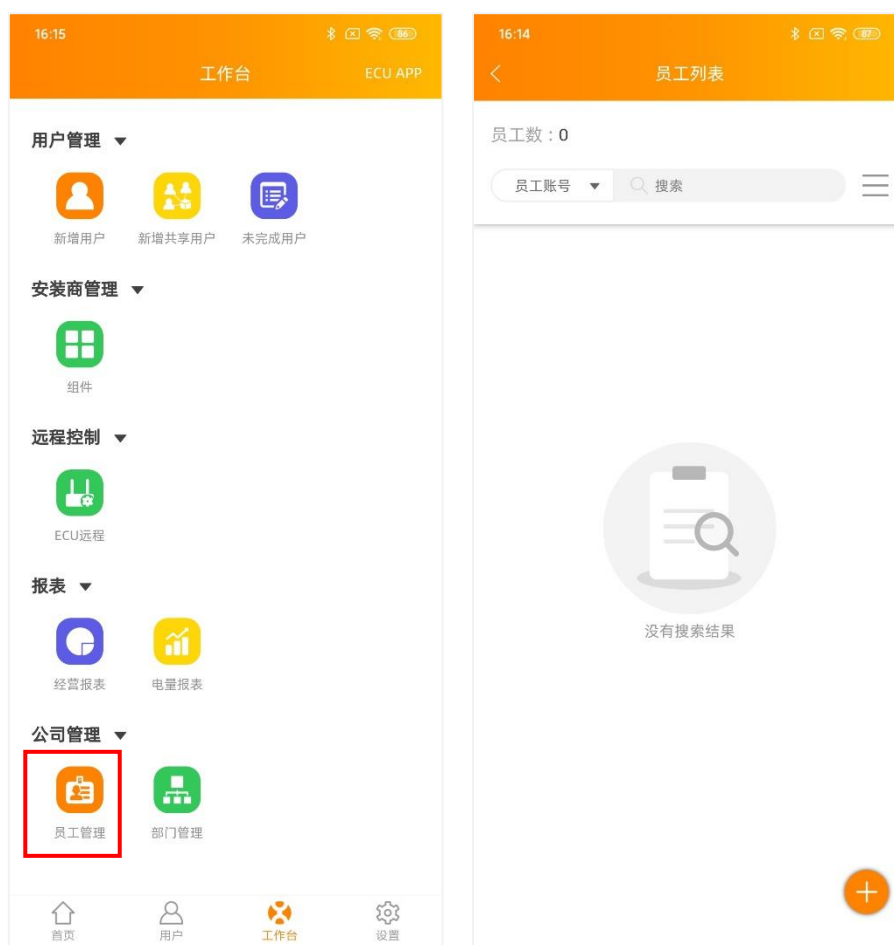 16:15
86
工作台
ECU APP
用户管理
新增用户
新增共享用户
未完成用户
安装商管理
组件
远程控制
ECU远程
报表
经营报表
电量报表
公司管理
员工管理
部门管理
首页
用户
工作台
设置
16:14
87
员工列表
员工数：0
员工账号
搜索
没有搜索结果